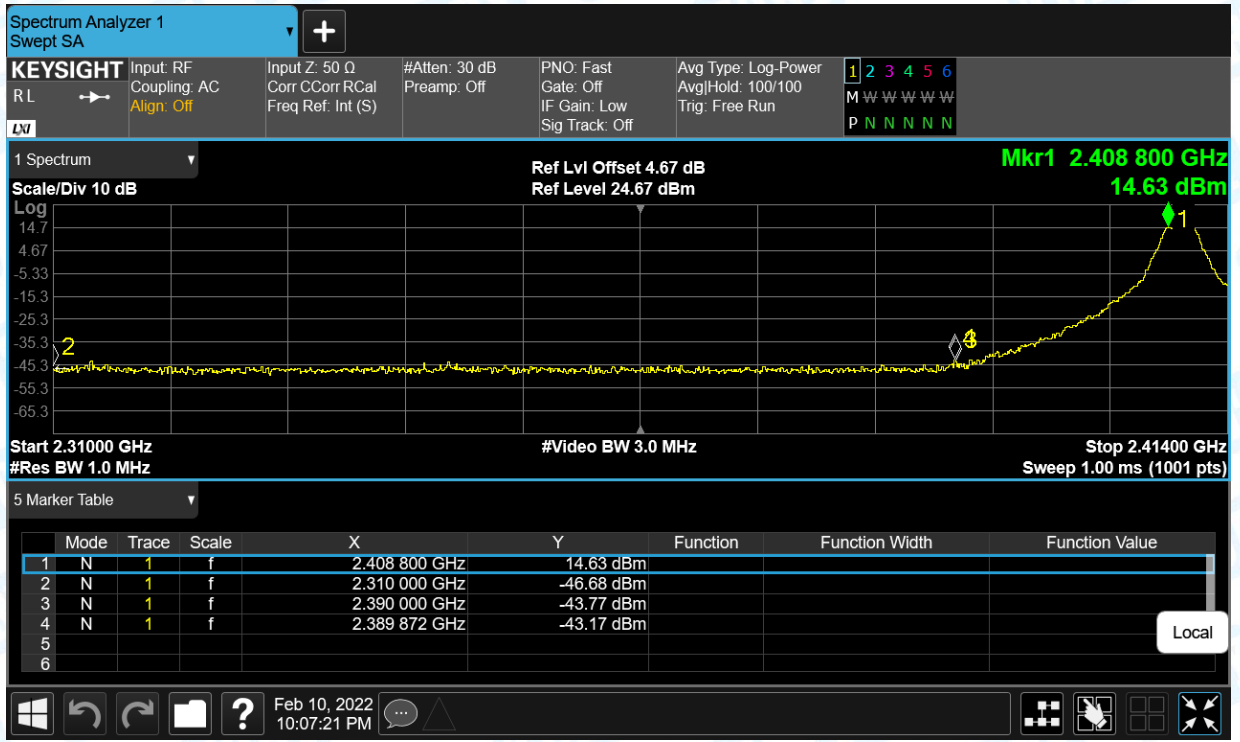 Spectrum Analyzer 1
Swept SA
KEYSIGHT
R L
LXI
Input: RF
Coupling: AC
Align: Off
Input Z: 50 Ω
Corr CCorr RCal
Freq Ref: Int (S)
#Atten: 30 dB
Preamp: Off
PNO: Fast
Gate: Off
IF Gain: Low
Sig Track: Off
Avg Type: Log-Power
Avg|Hold: 100/100
Trig: Free Run
1 2 3 4 5 6
M W W W W W
P N N N N N
1 Spectrum
Scale/Div 10 dB
Ref Lvl Offset 4.67 dB
Ref Level 24.67 dBm
Mkr1 2.408 800 GHz
14.63 dBm
Log
14.7
4.67
-5.33
-15.3
-25.3
-35.3
-45.3
-55.3
-65.3
1
2
4
3
Start 2.31000 GHz
#Video BW 3.0 MHz
Stop 2.41400 GHz
#Res BW 1.0 MHz
Sweep 1.00 ms (1001 pts)
5 Marker Table
Mode Trace Scale X Y Function Function Width Function Value
1 N 1 f 2.408 800 GHz 14.63 dBm
2 N 1 f 2.310 000 GHz -46.68 dBm
3 N 1 f 2.390 000 GHz -43.77 dBm
4 N 1 f 2.389 872 GHz -43.17 dBm
5
6
Local
?
Feb 10, 2022
10:07:21 PM